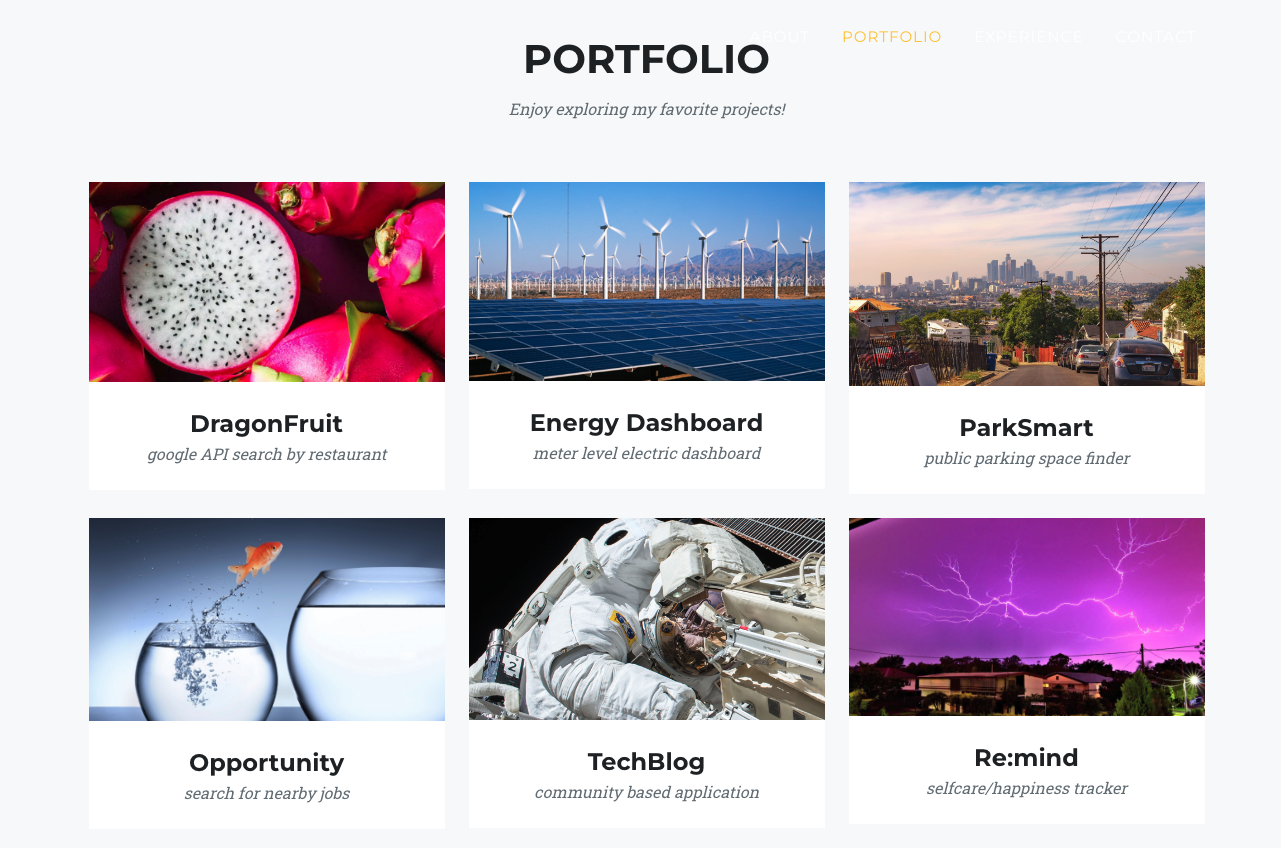 ABOUT PORTFOLIO EXPERIENCE CONTACT
PORTFOLIO
Enjoy exploring my favorite projects!
DragonFruit
google API search by restaurant
Energy Dashboard
meter level electric dashboard
ParkSmart
public parking space finder
2
Opportunity
search for nearby jobs
TechBlog
community based application
Re:mind
selfcare/happiness tracker